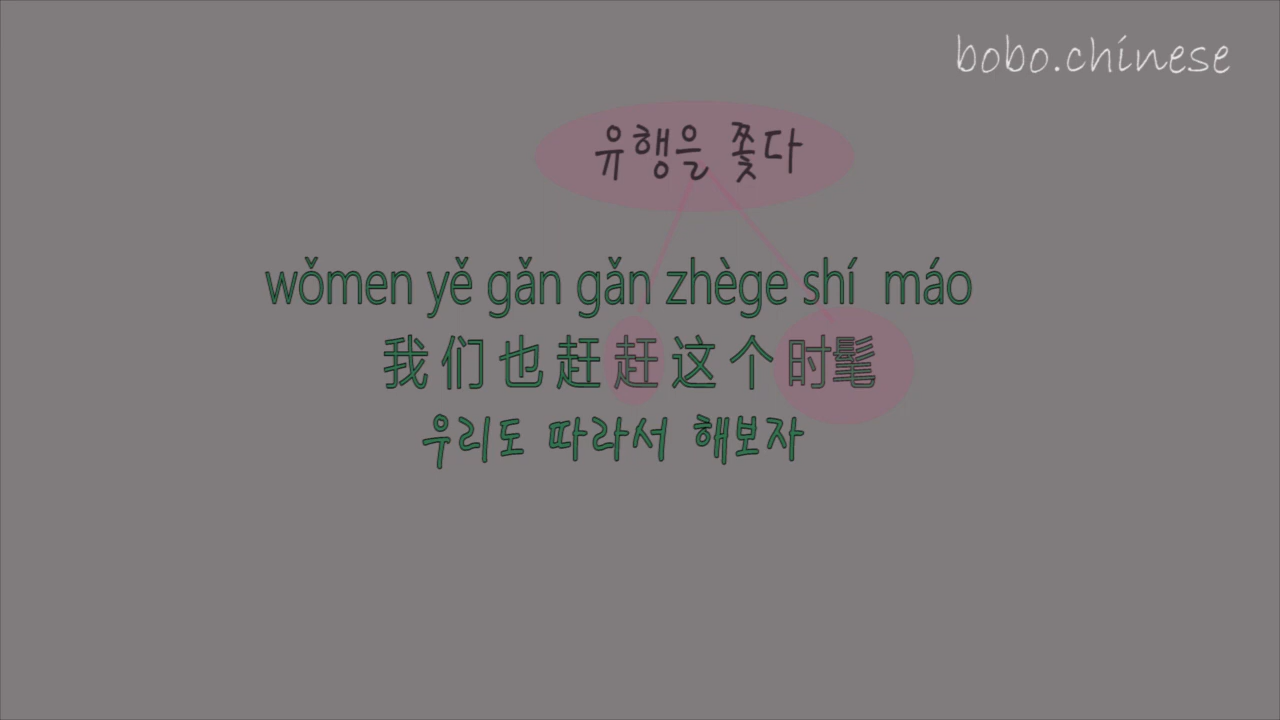 bobo.chinese
유행을 쫓다
wǒmen yě gǎn gǎn zhège shí máo
我们也赶赶这个时髦
우리도 따라서 해보자